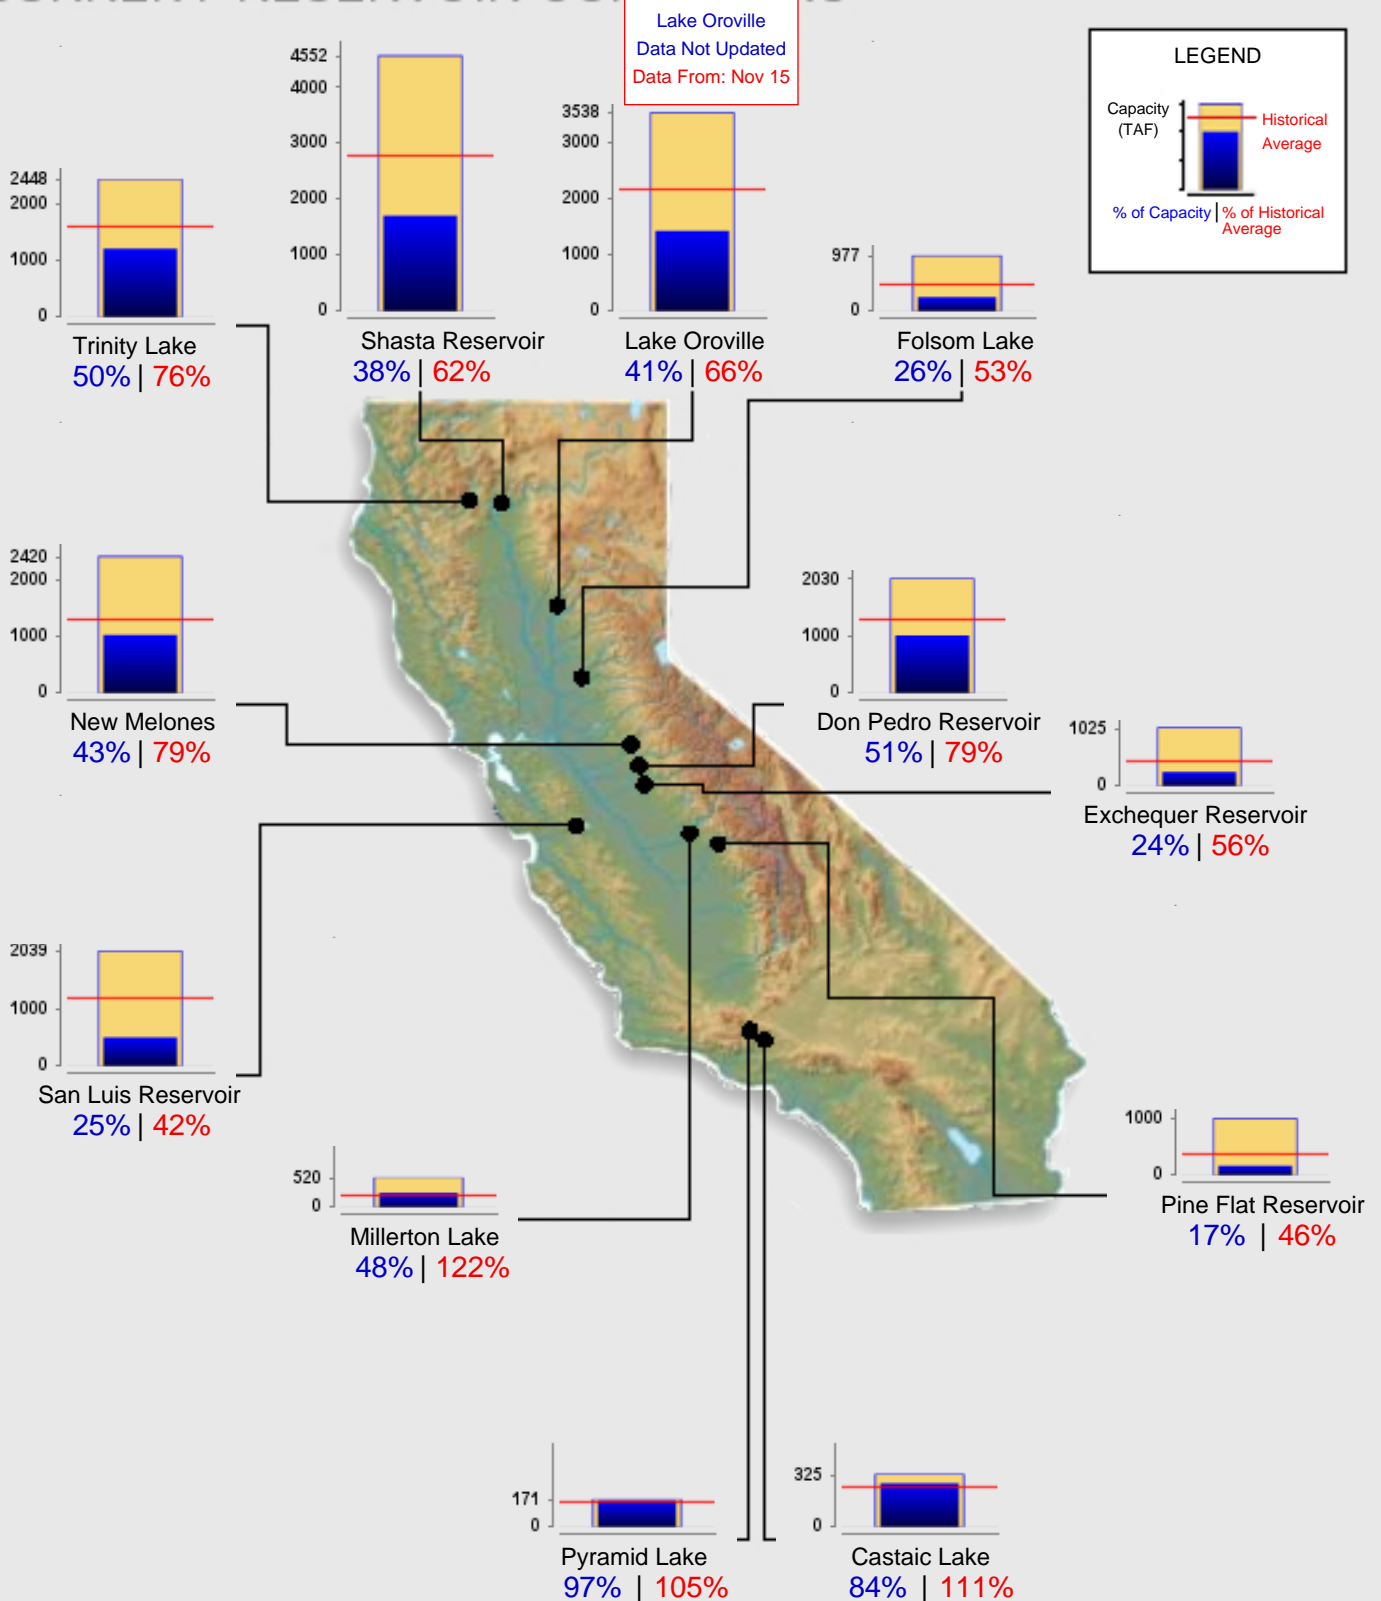 Lake Oroville
Data Not Updated
Data From: Nov 15
LEGEND
Capacity
(TAF)
Historical
Average
% of Capacity | % of Historical
Average
4552
4000
3000
2000
1000
0
Shasta Reservoir
38% | 62%
3538
3000
2000
1000
0
Lake Oroville
41% | 66%
2448
2000
1000
0
Trinity Lake
50% | 76%
977
0
Folsom Lake
26% | 53%
2420
2000
1000
0
New Melones
43% | 79%
2030
1000
0
Don Pedro Reservoir
51% | 79%
1025
0
Exchequer Reservoir
24% | 56%
2039
1000
0
San Luis Reservoir
25% | 42%
520
0
Millerton Lake
48% | 122%
1000
0
Pine Flat Reservoir
17% | 46%
171
0
Pyramid Lake
97% | 105%
325
0
Castaic Lake
84% | 111%